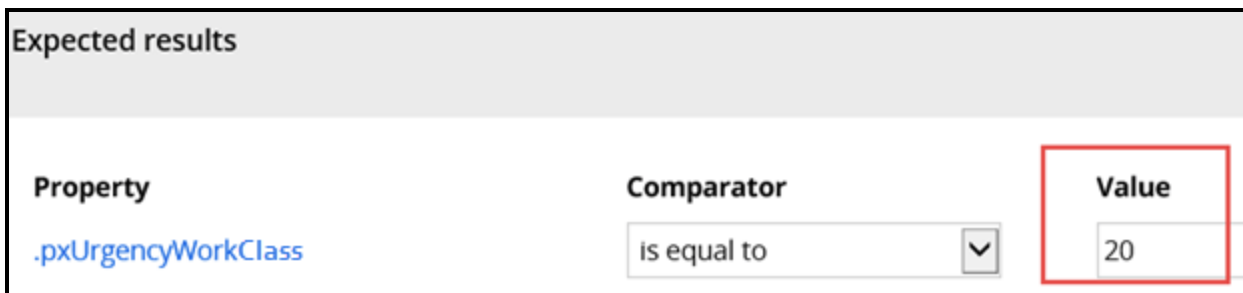 Expected results
Property Comparator Value
.pxUrgencyWorkClass is equal to 20